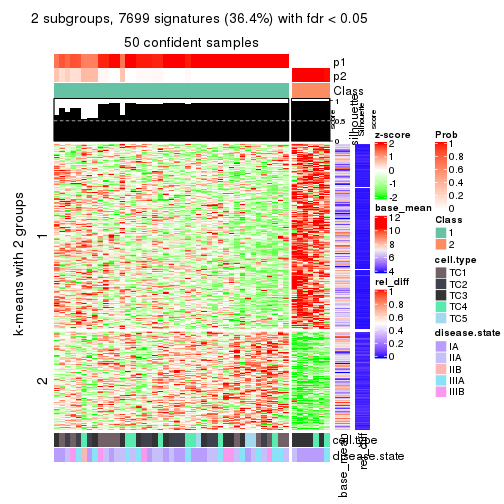 2 subgroups, 7699 signatures (36.4%) with fdr < 0.05
50 confident samples
p1
p2
Class
1
0.5
0
silhouette
Silhouette
score
score
k-means with 2 groups
1
2
cell.type
disease.state
base_mean
rel_diff
z-score
2
1
0
-1
-2
base_mean
12
10
8
6
4
rel_diff
1
0.8
0.6
0.4
0.2
0
Prob
1
0.8
0.6
0.4
0.2
0
Class
1
2
cell.type
TC1
TC2
TC3
TC4
TC5
disease.state
IA
IIA
IIB
IIIA
IIIB